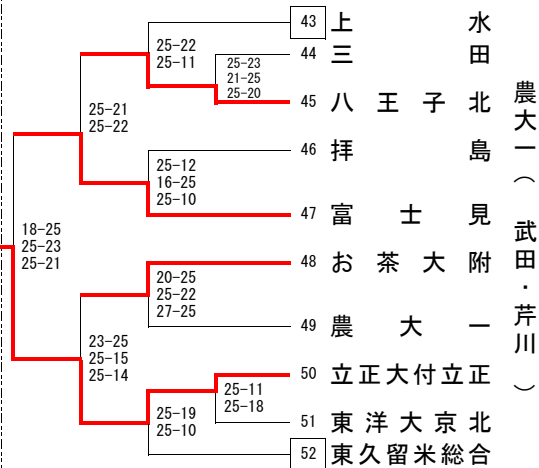 43 上水
25-22
25-11
44 三田
25-23
21-25
25-20
45 八王子北
25-21
25-22
46 拝島
25-12
16-25
25-10
47 富士見
18-25
25-23
25-21
48 お茶大附
20-25
25-22
27-25
49 農大一
23-25
25-15
25-14
50 立正大付立正
25-11
25-18
51 東洋大京北
25-19
25-10
52 東久留米総合
農大一(武田・芹川)